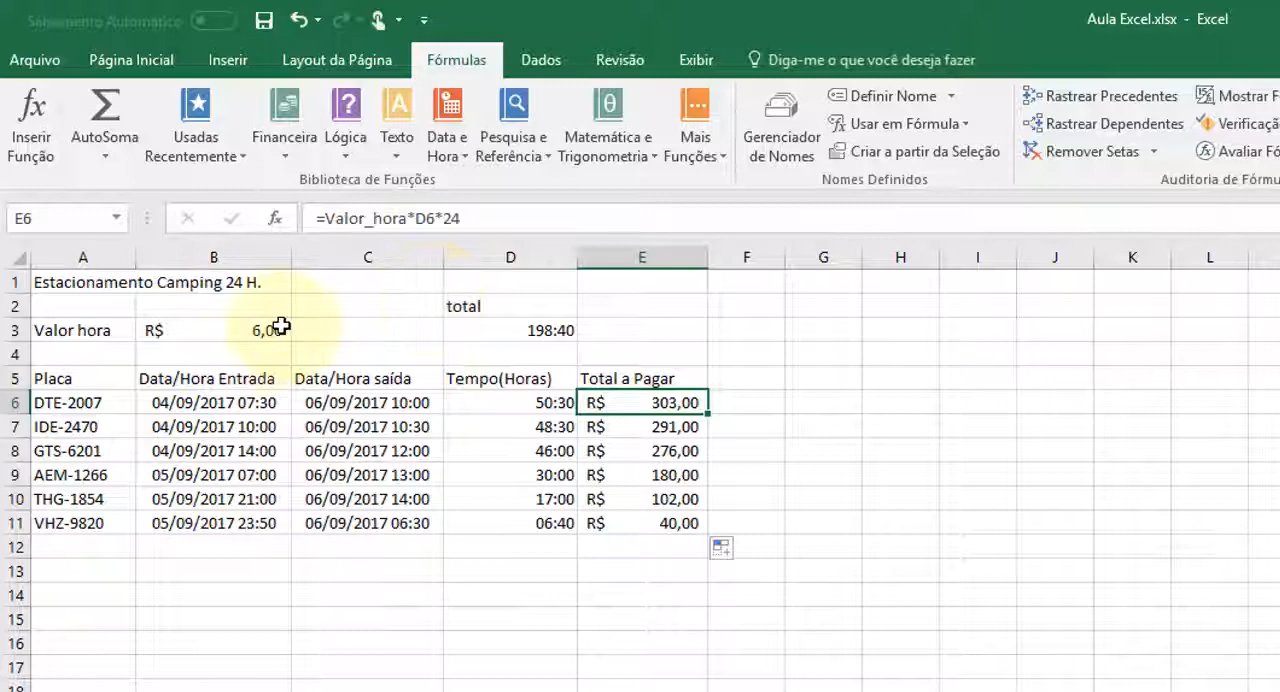 Salvamento Automático
Aula Excel.xlsx - Excel
Arquivo Página Inicial Inserir Layout da Página Fórmulas Dados Revisão Exibir Diga-me o que você deseja fazer
Inserir Função AutoSoma Usadas Recentemente Financeira Lógica Texto Data e Hora Pesquisa e Referência Matemática e Trigonometria Mais Funções Gerenciador de Nomes
Definir Nome Rastrear Precedentes Mostrar F
Usar em Fórmula Rastrear Dependentes Verificaçã
Criar a partir da Seleção Remover Setas Avaliar Fó
Biblioteca de Funções Nomes Definidos Auditoria de Fórmu
E6 fx =Valor_hora*D6*24
A B C D E F G H I J K L
1 Estacionamento Camping 24 H.
2 total
3 Valor hora R$ 6,00 198:40
4
5 Placa Data/Hora Entrada Data/Hora saída Tempo(Horas) Total a Pagar
6 DTE-2007 04/09/2017 07:30 06/09/2017 10:00 50:30 R$ 303,00
7 IDE-2470 04/09/2017 10:00 06/09/2017 10:30 48:30 R$ 291,00
8 GTS-6201 04/09/2017 14:00 06/09/2017 12:00 46:00 R$ 276,00
9 AEM-1266 05/09/2017 07:00 06/09/2017 13:00 30:00 R$ 180,00
10 THG-1854 05/09/2017 21:00 06/09/2017 14:00 17:00 R$ 102,00
11 VHZ-9820 05/09/2017 23:50 06/09/2017 06:30 06:40 R$ 40,00
12
13
14
15
16
17
18